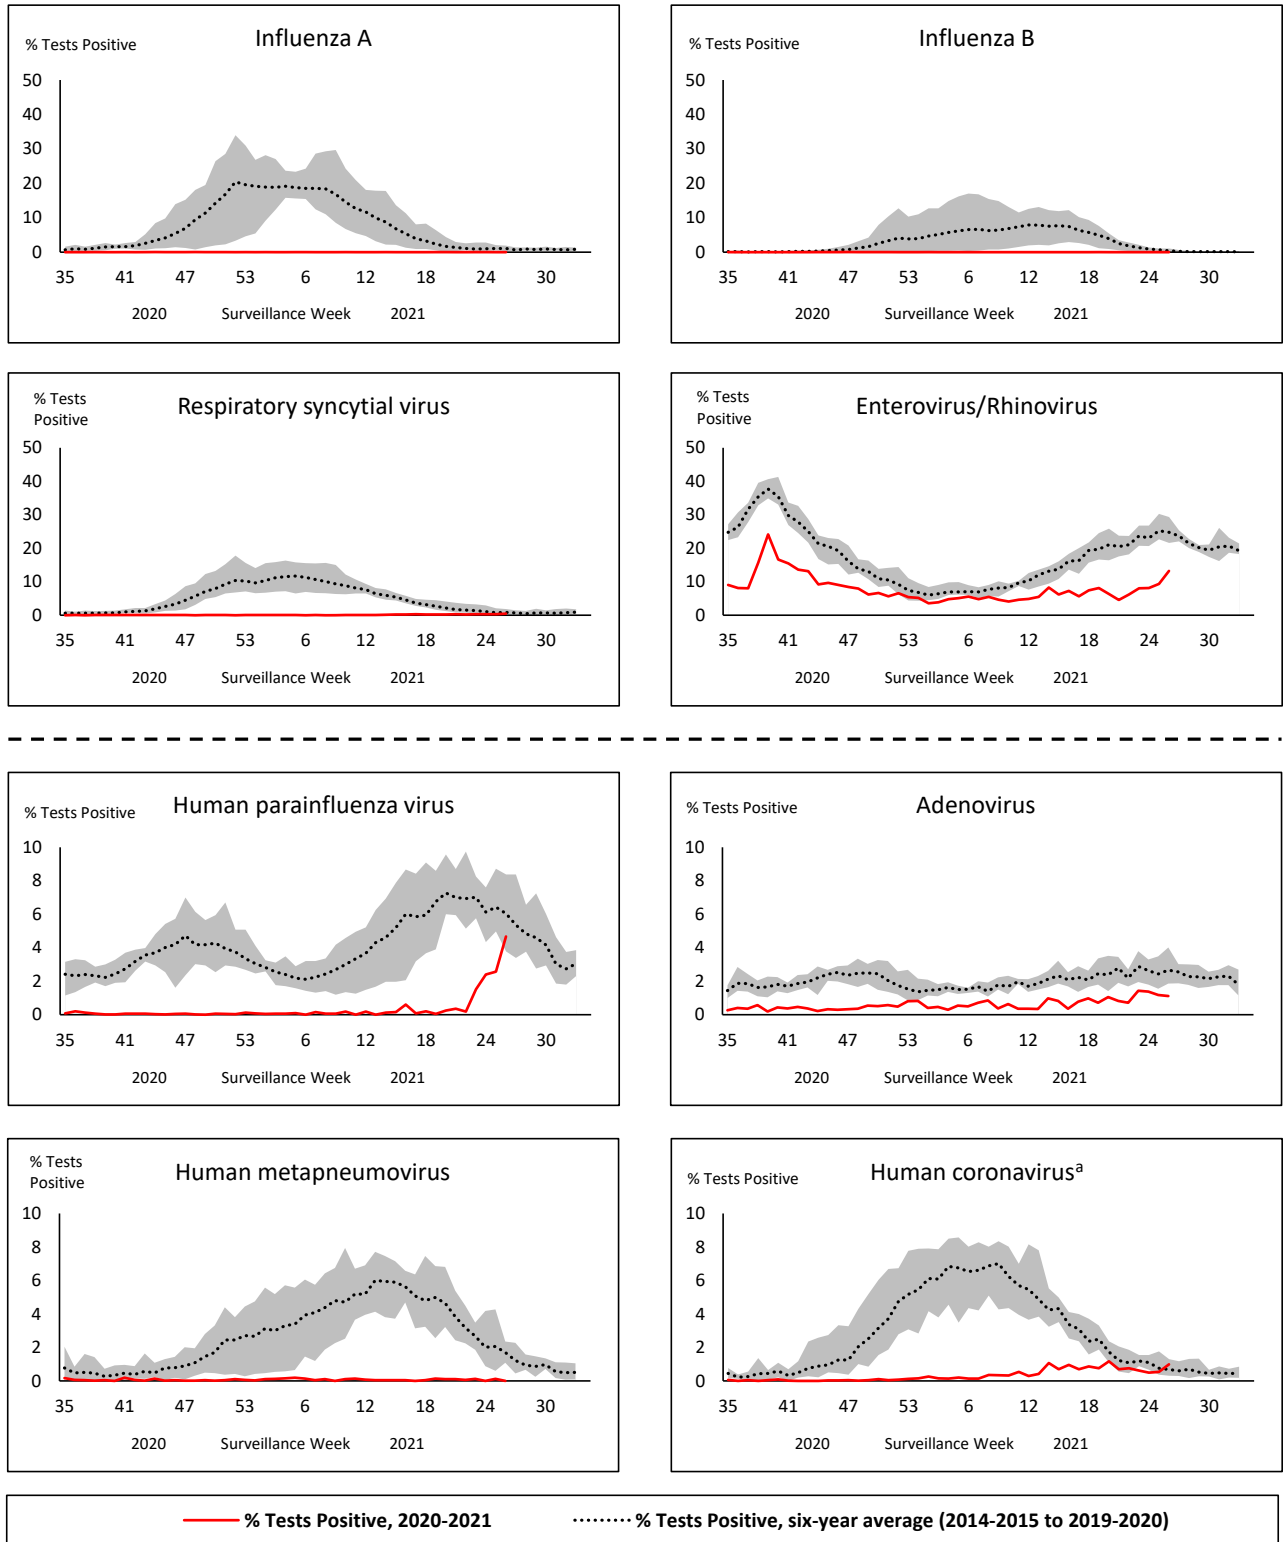 Influenza A
% Tests Positive
50
40
30
20
10
0
35 41 47 53 6 12 18 24 30
2020 Surveillance Week 2021
Influenza B
% Tests Positive
50
40
30
20
10
0
35 41 47 53 6 12 18 24 30
2020 Surveillance Week 2021
Respiratory syncytial virus
% Tests
Positive
50
40
30
20
10
0
35 41 47 53 6 12 18 24 30
2020 Surveillance Week 2021
Enterovirus/Rhinovirus
% Tests
Positive
50
40
30
20
10
0
35 41 47 53 6 12 18 24 30
2020 Surveillance Week 2021
Human parainfluenza virus
% Tests Positive
10
8
6
4
2
0
35 41 47 53 6 12 18 24 30
2020 Surveillance Week 2021
Adenovirus
% Tests Positive
10
8
6
4
2
0
35 41 47 53 6 12 18 24 30
2020 Surveillance Week 2021
Human metapneumovirus
% Tests
Positive
10
8
6
4
2
0
35 41 47 53 6 12 18 24 30
2020 Surveillance Week 2021
Human coronavirusᵃ
% Tests Positive
10
8
6
4
2
0
35 41 47 53 6 12 18 24 30
2020 Surveillance Week 2021
% Tests Positive, 2020-2021 % Tests Positive, six-year average (2014-2015 to 2019-2020)